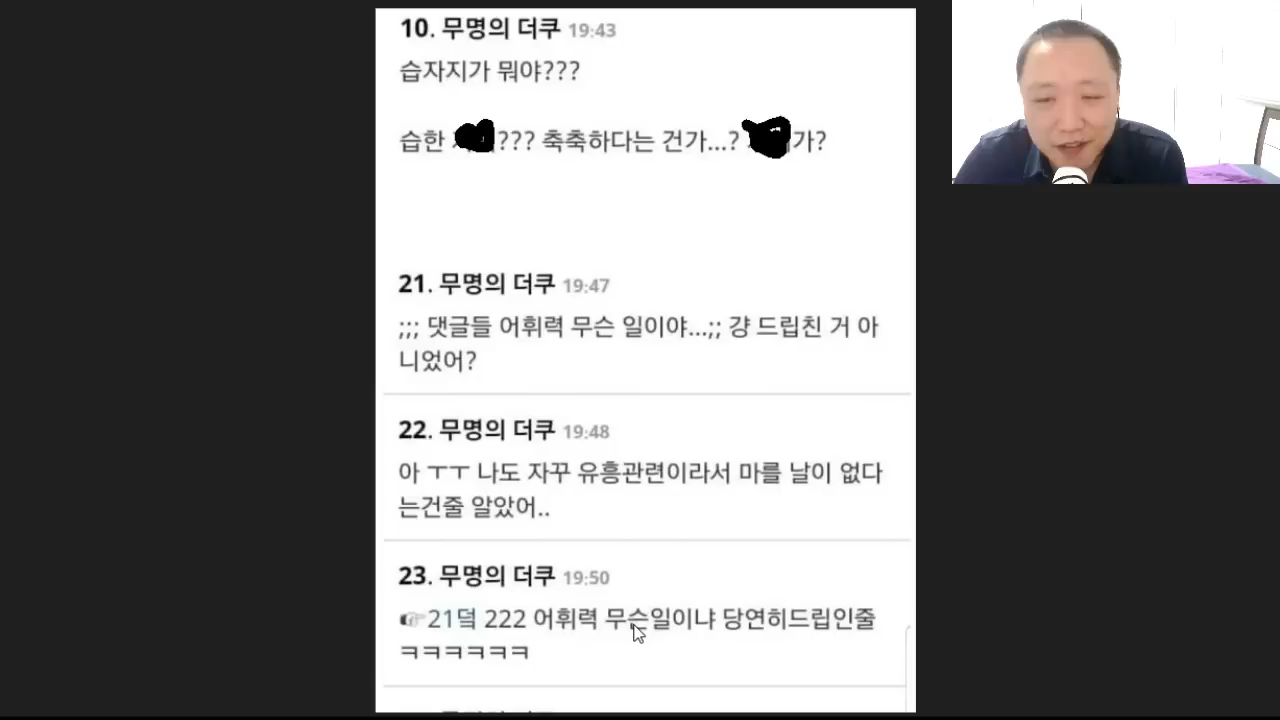 10. 무명의 더쿠 19:43
습자지가 뭐야???
습한 ??? 축축하다는 건가...? 가?
21. 무명의 더쿠 19:47
;;; 댓글들 어휘력 무슨 일이야...;; 걍 드립친 거 아
니었어?
22. 무명의 더쿠 19:48
아 ㅜㅜ 나도 자꾸 유흥관련이라서 마를 날이 없다
는건줄 알았어..
23. 무명의 더쿠 19:50
☞21덬 222 어휘력 무슨일이냐 당연히드립인줄
ㅋㅋㅋㅋㅋㅋ